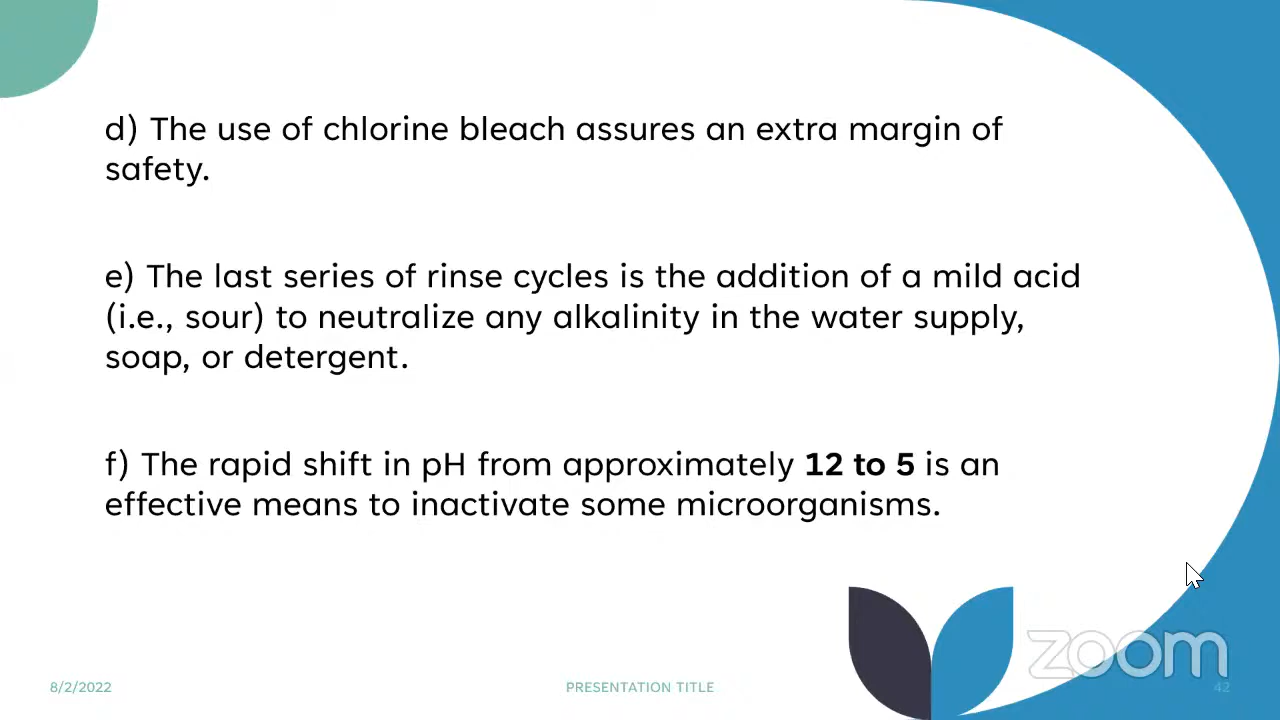 d) The use of chlorine bleach assures an extra margin of
safety.
e) The last series of rinse cycles is the addition of a mild acid
(i.e., sour) to neutralize any alkalinity in the water supply,
soap, or detergent.
f) The rapid shift in pH from approximately 12 to 5 is an
effective means to inactivate some microorganisms.
zoom
8/2/2022
PRESENTATION TITLE
42